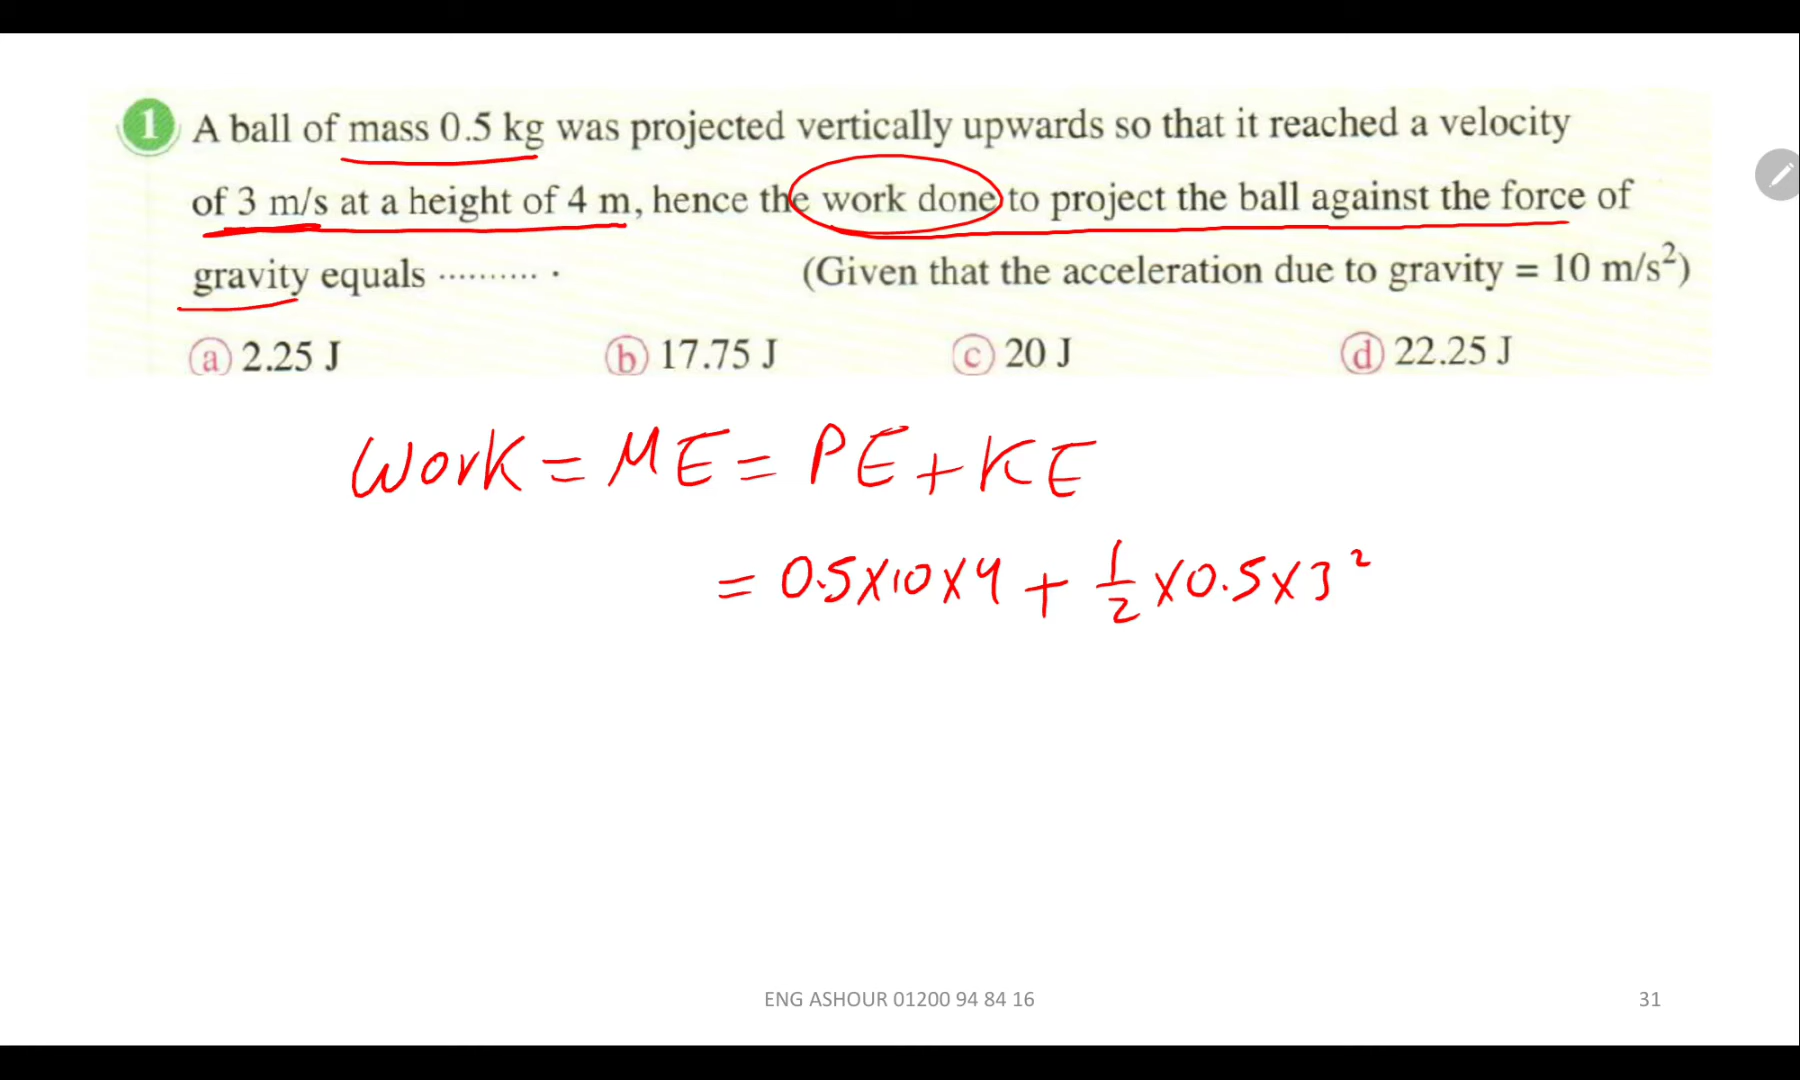 1 A ball of mass 0.5 kg was projected vertically upwards so that it reached a velocity
of 3 m/s at a height of 4 m, hence the work done to project the ball against the force of
gravity equals .......... . (Given that the acceleration due to gravity = 10 m/s²)
a 2.25 J b 17.75 J c 20 J d 22.25 J
Work = ME = PE + KE
= 0.5 × 10 × 4 + 1/2 × 0.5 × 3²
ENG ASHOUR 01200 94 84 16 31